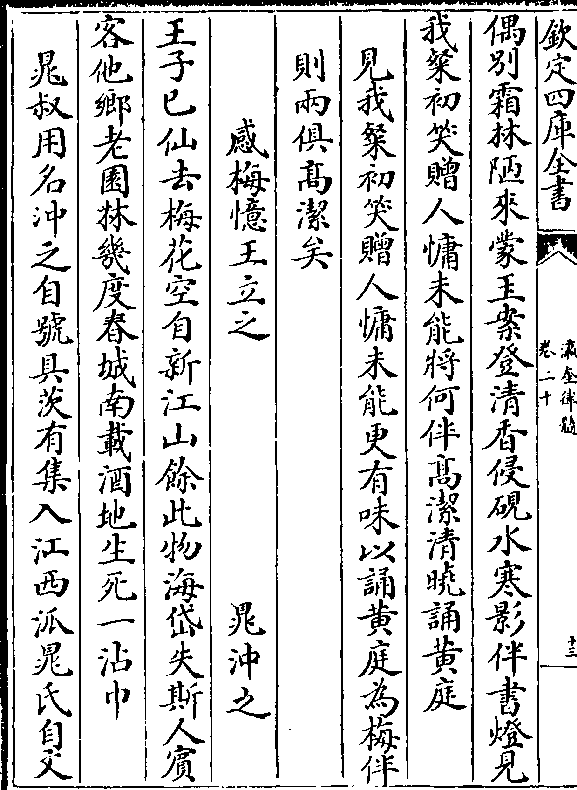 欽定四庫全書
瀛奎律髓
卷二十
十三
偶別霜林陋來蒙玉案登清香侵硯水寒影伴書燈見
我粲初笑贈人慵未能將何伴高潔清曉誦黄庭
見我粲初笑贈人慵未能更有味以誦黄庭為梅伴
則兩俱高潔矣
感梅憶王立之　晁沖之
王子已仙去梅花空自新江山餘此物海岱失斯人賓
客他鄉老園林幾度春城南載酒地生死一沾巾
晁叔用名沖之自號具茨有集入江西派晁氏自文